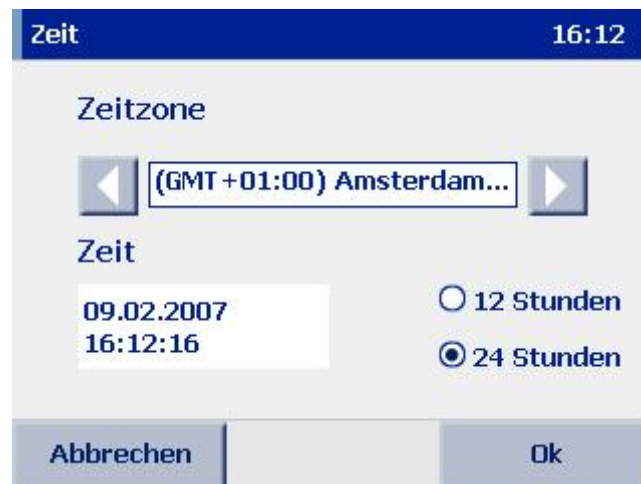 Zeit 16:12
Zeitzone
(GMT+01:00) Amsterdam...
Zeit
09.02.2007
16:12:16
12 Stunden
24 Stunden
Abbrechen Ok